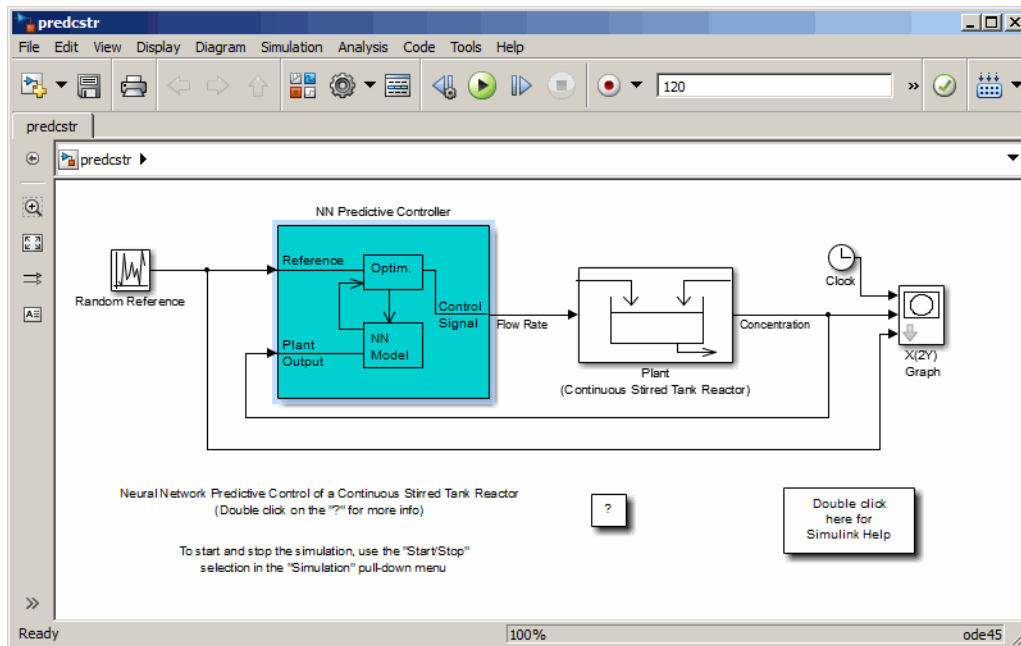 predcstr
File Edit View Display Diagram Simulation Analysis Code Tools Help
120
»
predcstr
predcstr
NN Predictive Controller
Reference
Optim.
Control
Signal
Plant
Output
NN
Model
Random Reference
Flow Rate
Plant
(Continuous Stirred Tank Reactor)
Concentration
Clock
X(2Y)
Graph
Neural Network Predictive Control of a Continuous Stirred Tank Reactor
(Double click on the "?" for more info)
?
Double click
here for
Simulink Help
To start and stop the simulation, use the "Start/Stop"
selection in the "Simulation" pull-down menu
»
Ready
100%
ode45